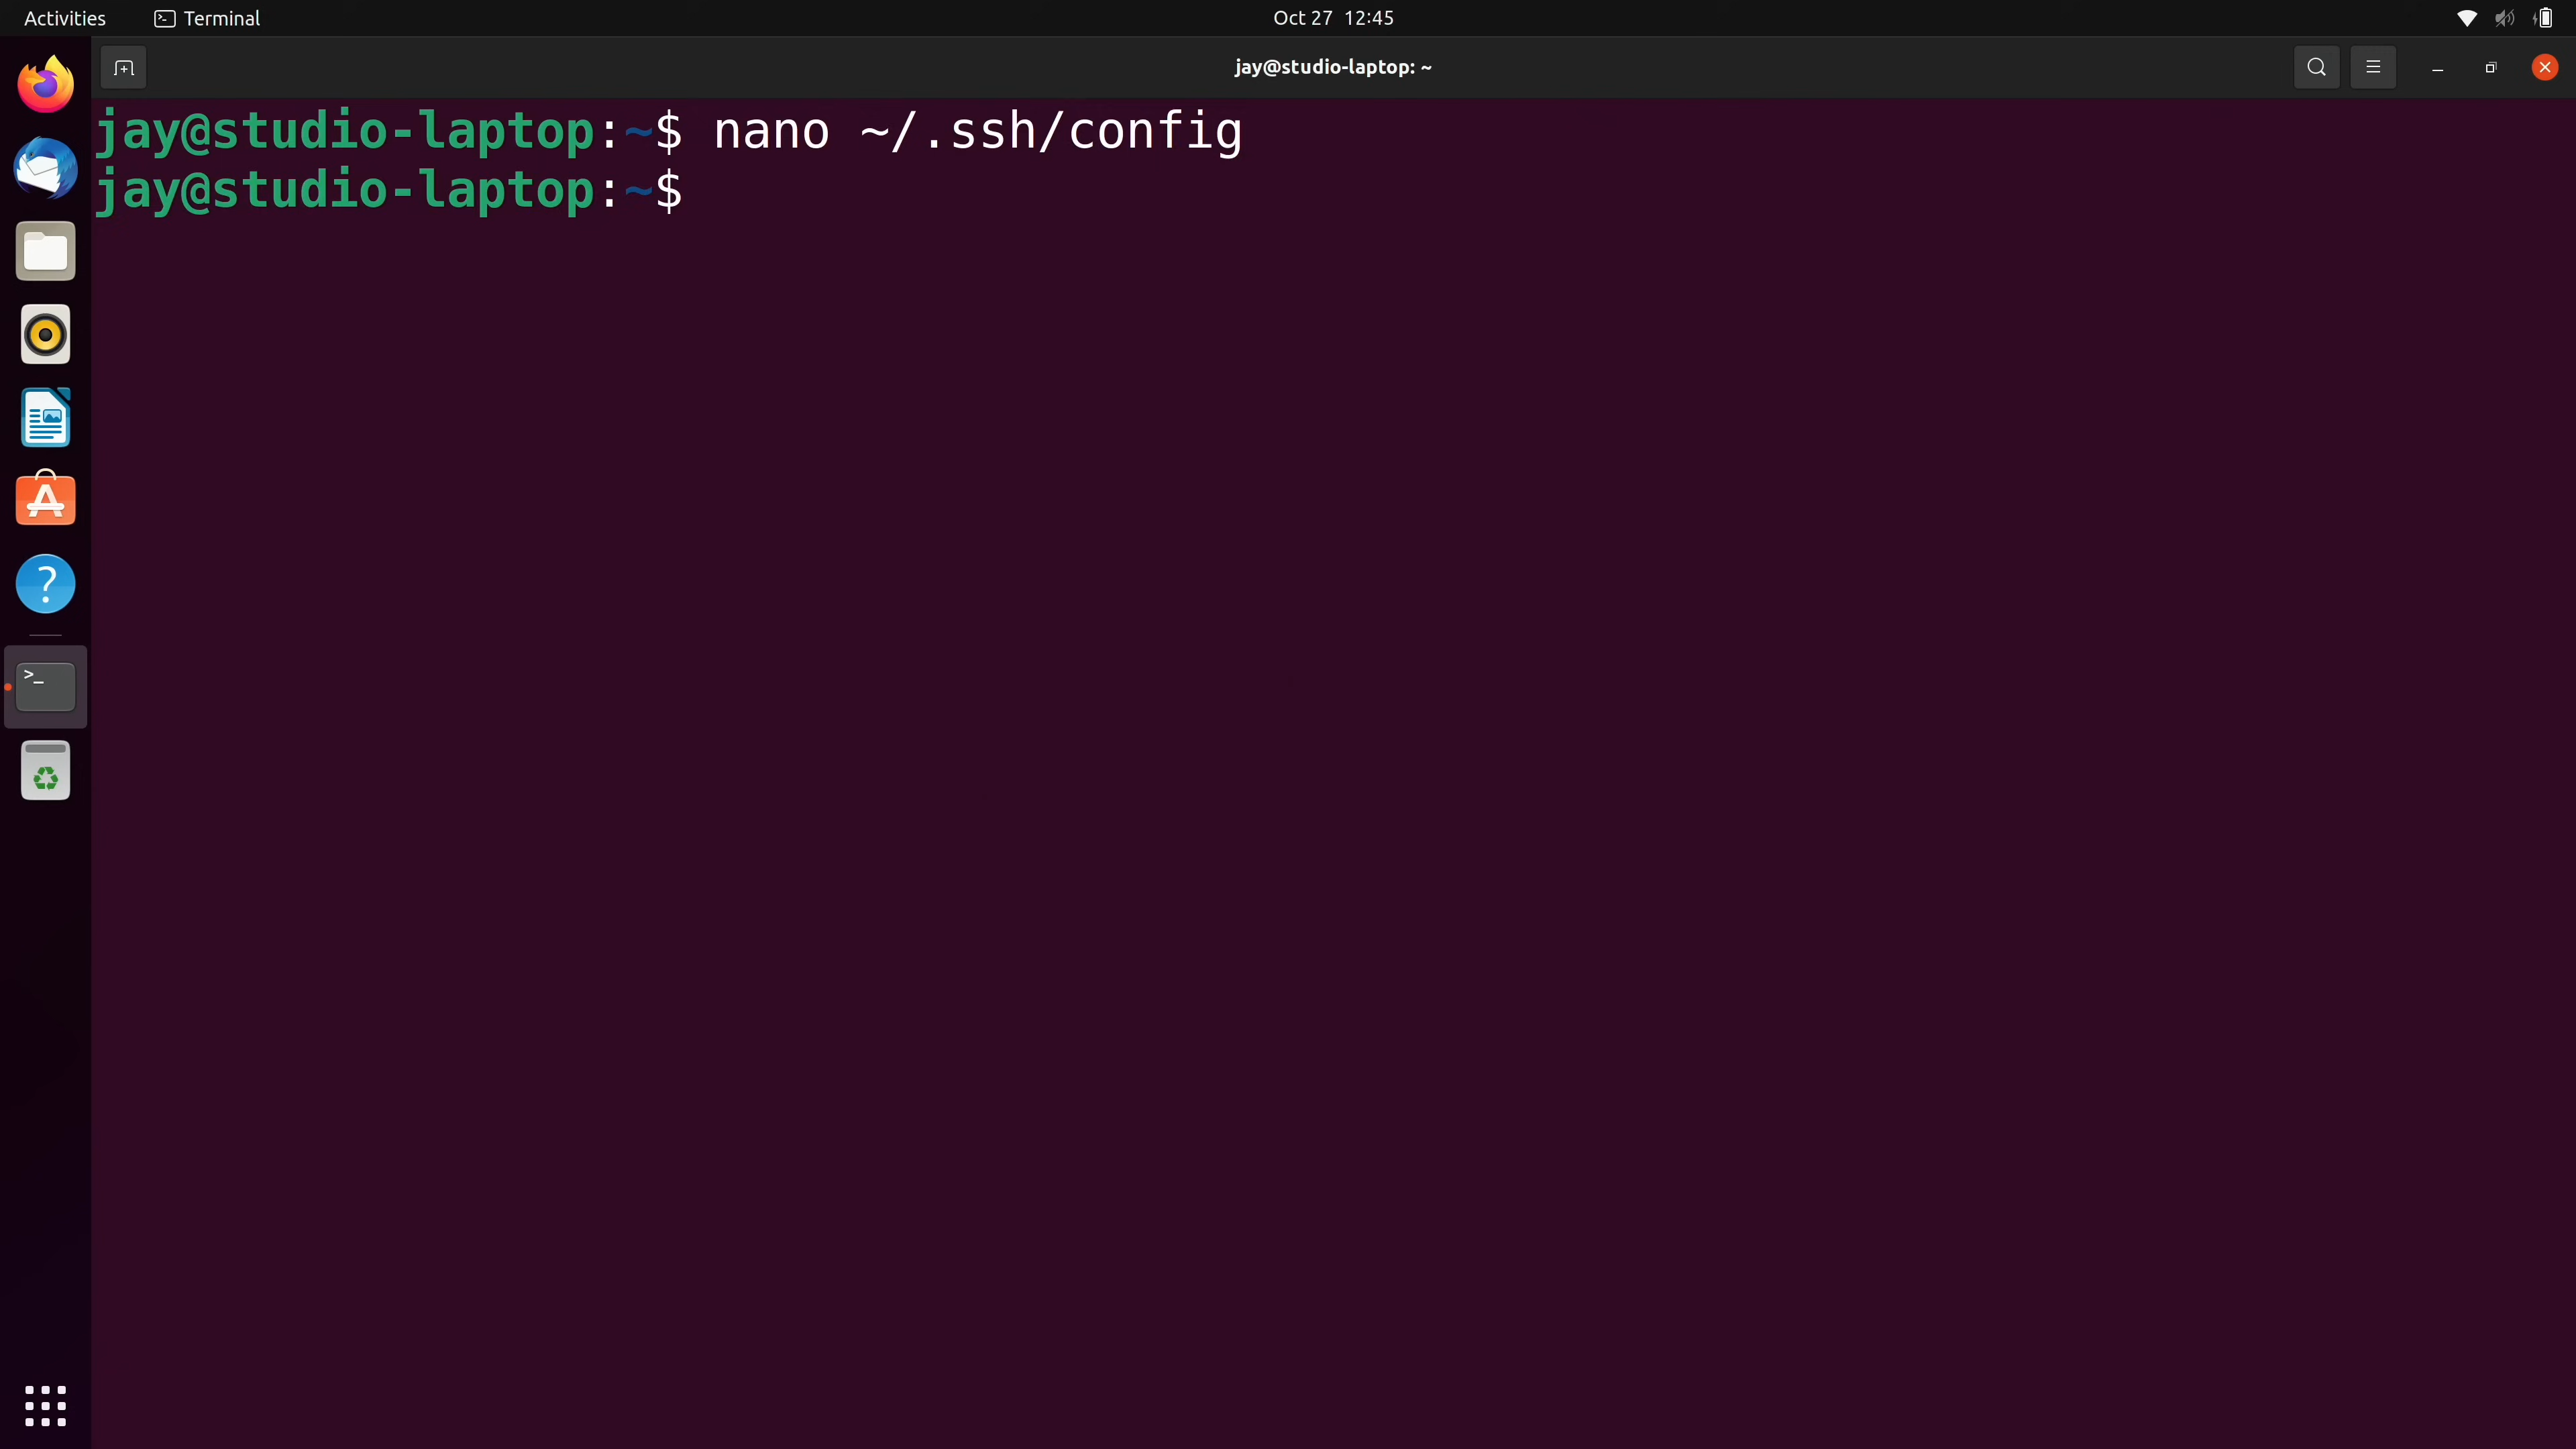 Activities Terminal Oct 27 12:45
jay@studio-laptop: ~
jay@studio-laptop:~$ nano ~/.ssh/config
jay@studio-laptop:~$